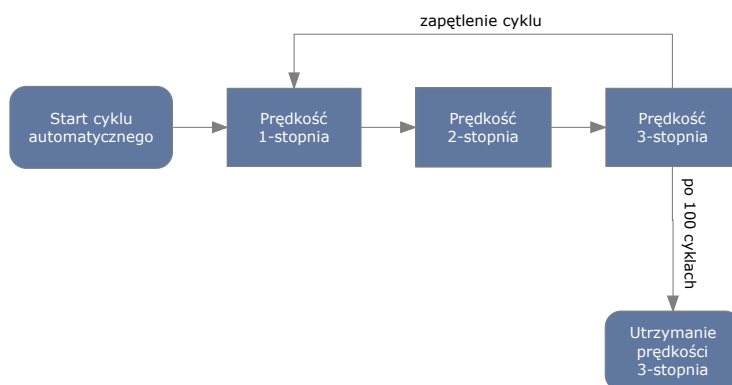 zapętlenie cyklu
Start cyklu
automatycznego
Prędkość
1-stopnia
Prędkość
2-stopnia
Prędkość
3-stopnia
po 100 cyklach
Utrzymanie
prędkości
3-stopnia